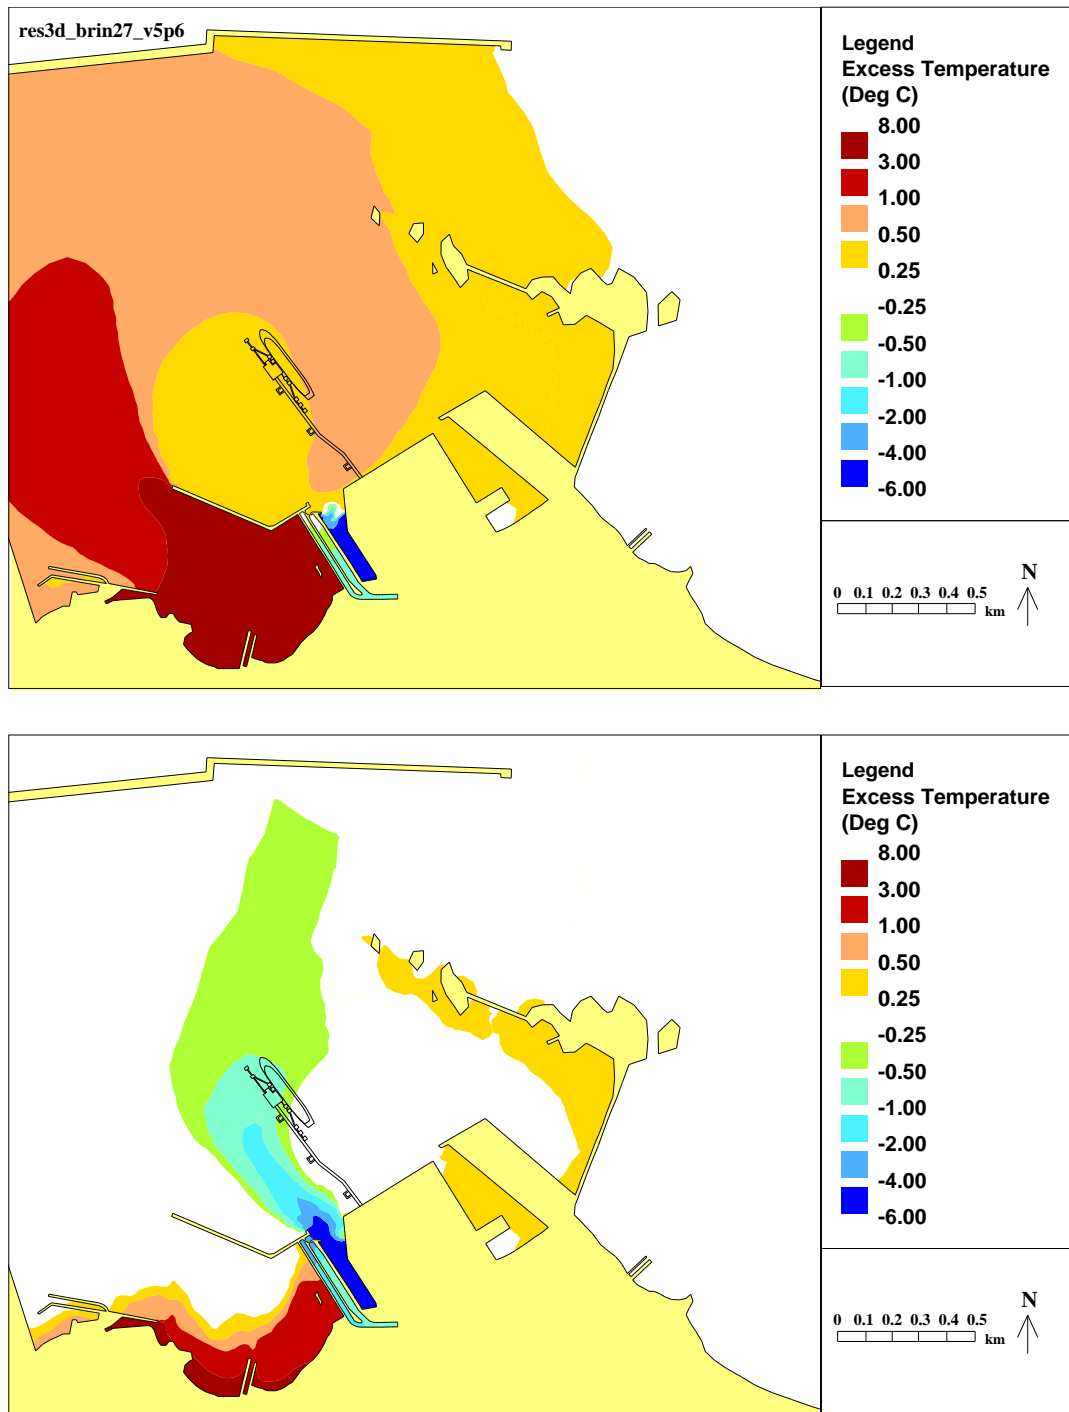 res3d_brin27_v5p6
Legend
Excess Temperature
(Deg C)
8.00
3.00
1.00
0.50
0.25
-0.25
-0.50
-1.00
-2.00
-4.00
-6.00
N
0 0.1 0.2 0.3 0.4 0.5
km
Legend
Excess Temperature
(Deg C)
8.00
3.00
1.00
0.50
0.25
-0.25
-0.50
-1.00
-2.00
-4.00
-6.00
N
0 0.1 0.2 0.3 0.4 0.5
km